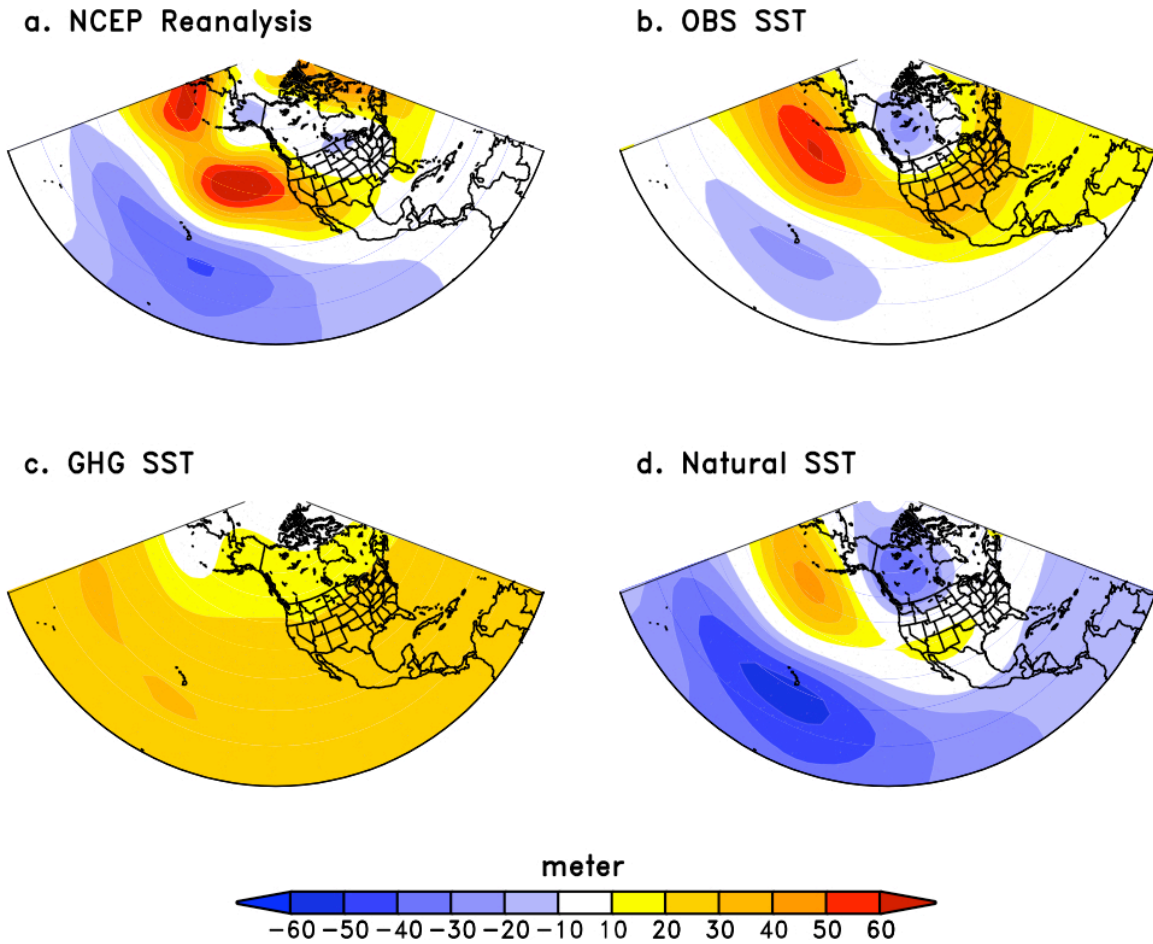 a. NCEP Reanalysis
b. OBS SST
c. GHG SST
d. Natural SST
meter
-60 -50 -40 -30 -20 -10 10 20 30 40 50 60